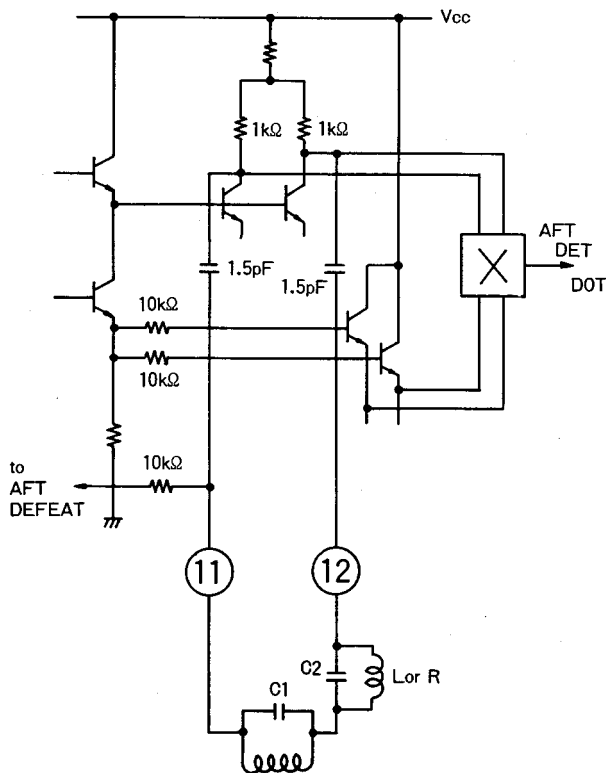 Vcc
1kΩ
1kΩ
1.5pF
1.5pF
AFT
DET
DOT
10kΩ
10kΩ
10kΩ
to
AFT
DEFEAT
11
12
C2
L or R
C1